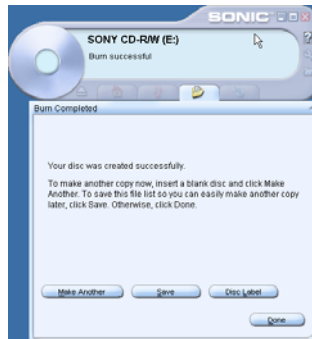 SONIC
SONY CD-R/W (E:)
Burn successful
Burn Completed
Your disc was created successfully.
To make another copy now, insert a blank disc and click Make
Another. To save this file list so you can easily make another copy
later, click Save. Otherwise, click Done.
Make Another
Save
Disc Label
Done